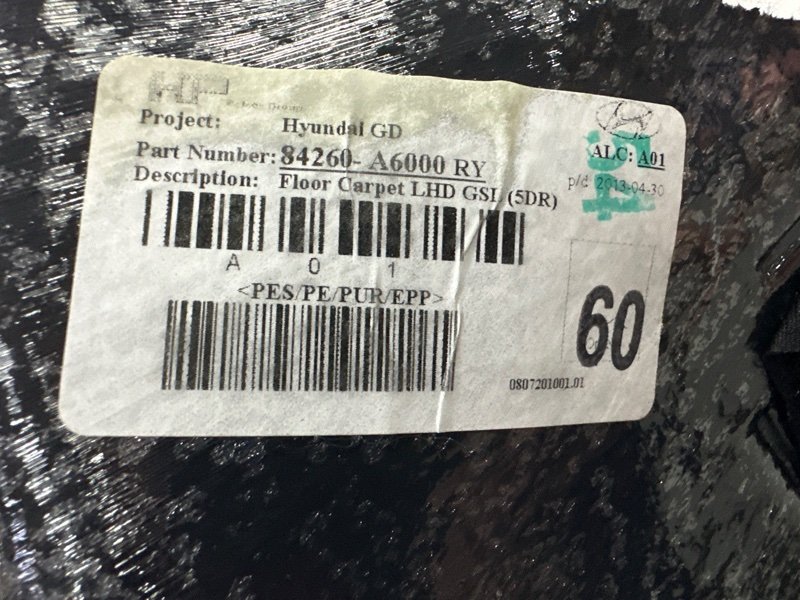 HP
Project: Hyundai GD
Part Number: 84260- A6000 RY
Description: Floor Carpet LHD GSL (5DR)
ALC: A01
p/d 2013-04-30
A 0 1
<PES/PE/PUR/EPP>
60
0807201001.01